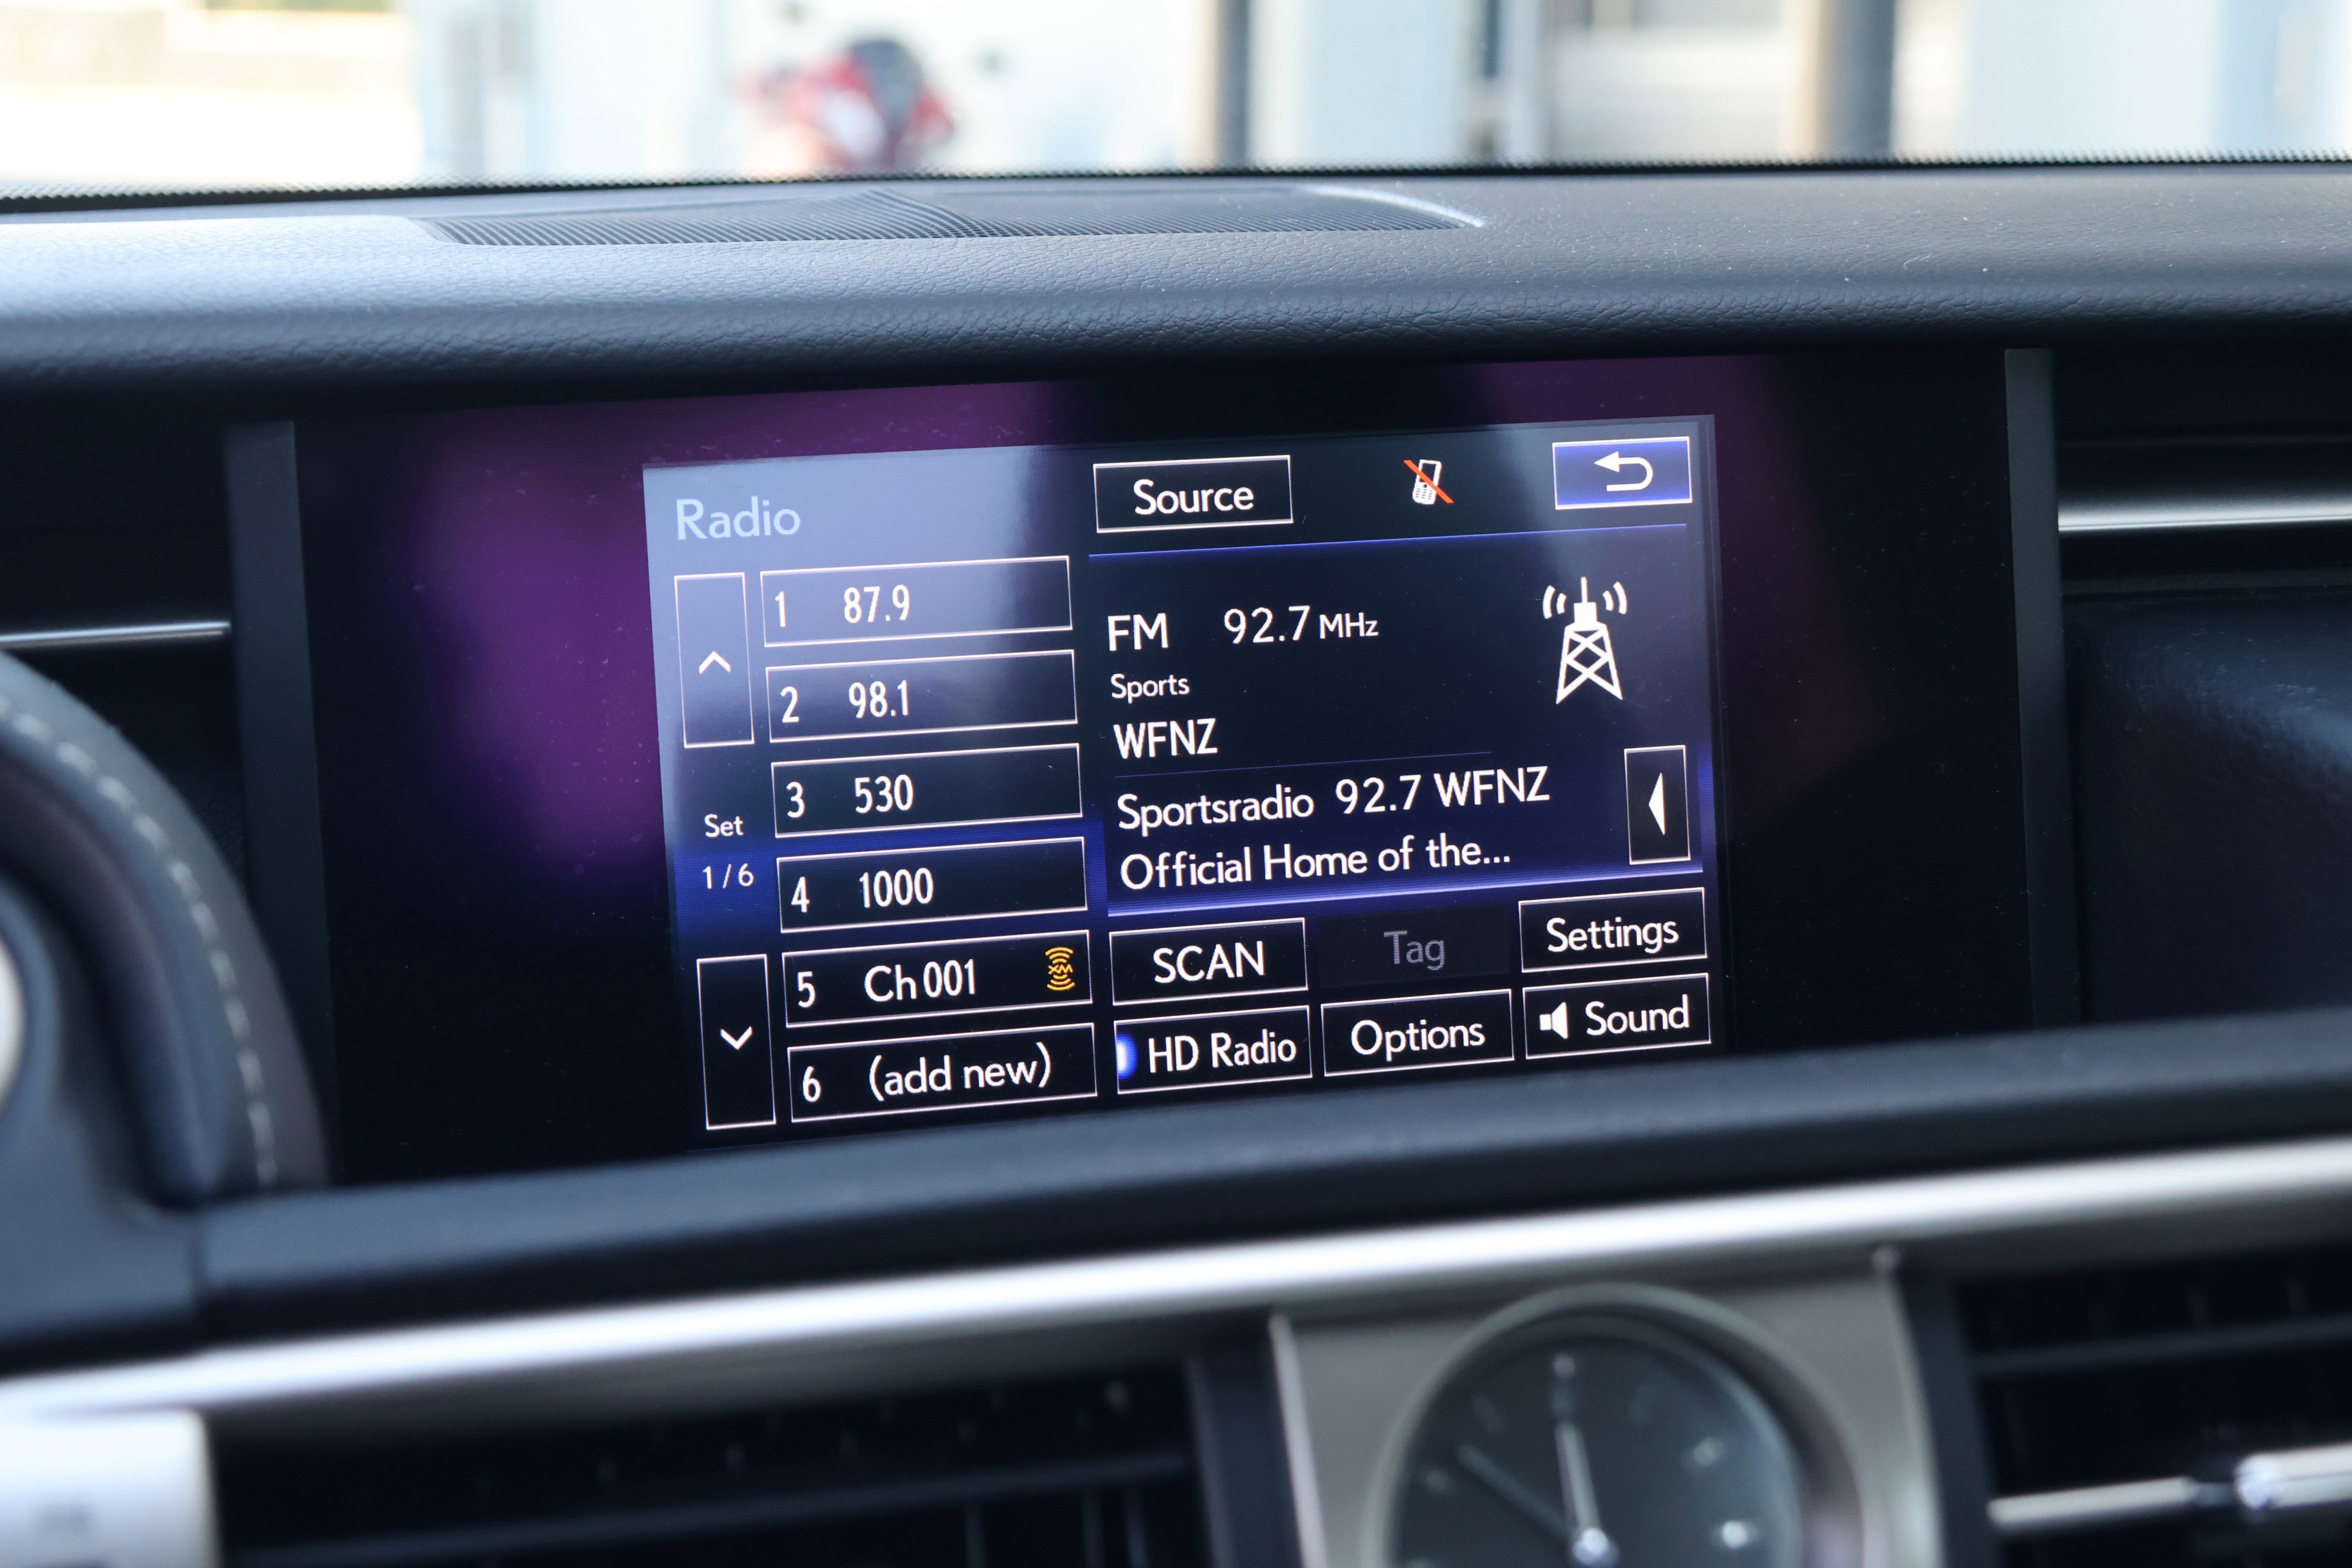 Radio
Source
1 87.9
2 98.1
3 530
4 1000
5 Ch 001 XM
6 (add new)
Set
1 / 6
FM 92.7 MHz
Sports
WFNZ
Sportsradio 92.7 WFNZ
Official Home of the...
SCAN
Tag
Settings
HD Radio
Options
Sound